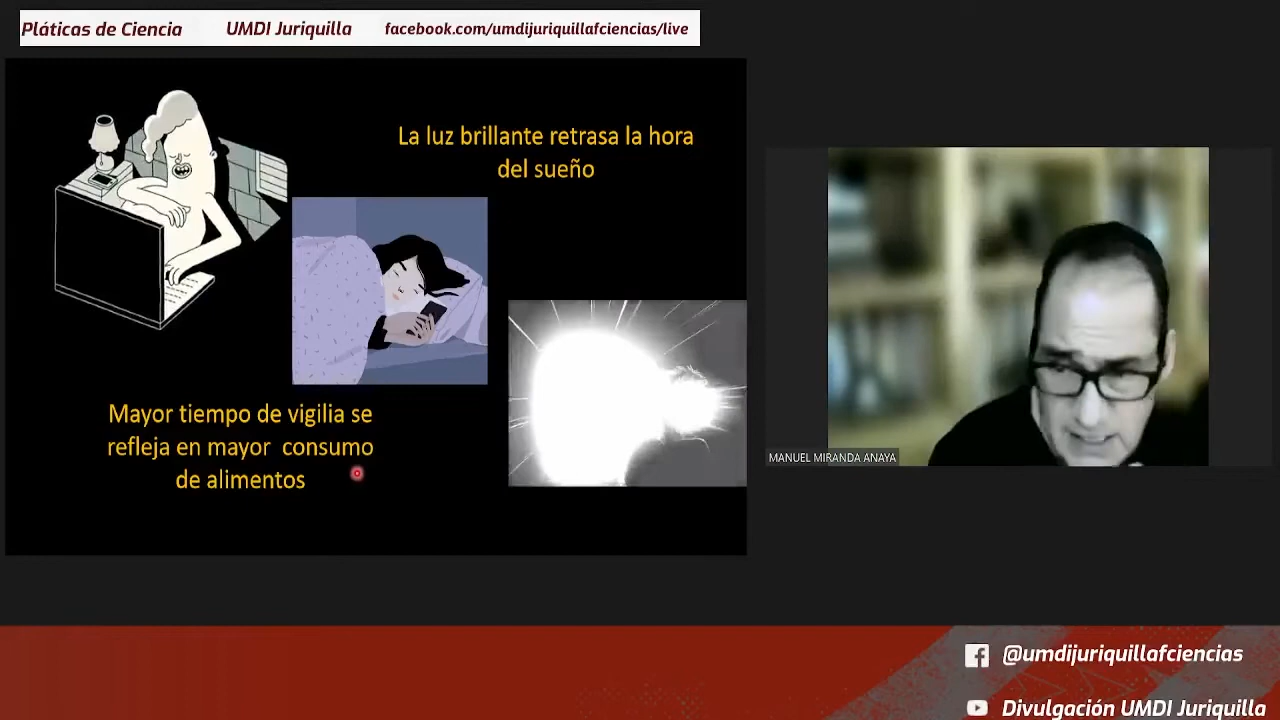 Pláticas de Ciencia UMDI Juriquilla facebook.com/umdijuriquillafciencias/live
La luz brillante retrasa la hora
del sueño
Mayor tiempo de vigilia se
refleja en mayor consumo
de alimentos
MANUEL MIRANDA ANAYA
@umdijuriquillafciencias
Divulgación UMDI Juriquilla